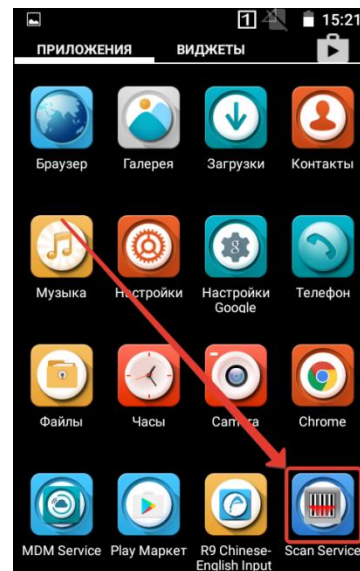 1 15:21
ПРИЛОЖЕНИЯ ВИДЖЕТЫ
Браузер Галерея Загрузки Контакты
8
Музыка Настройки Настройки Google Телефон
Файлы Часы Camera Chrome
MDM Service Play Маркет R9 Chinese-English Input Scan Service